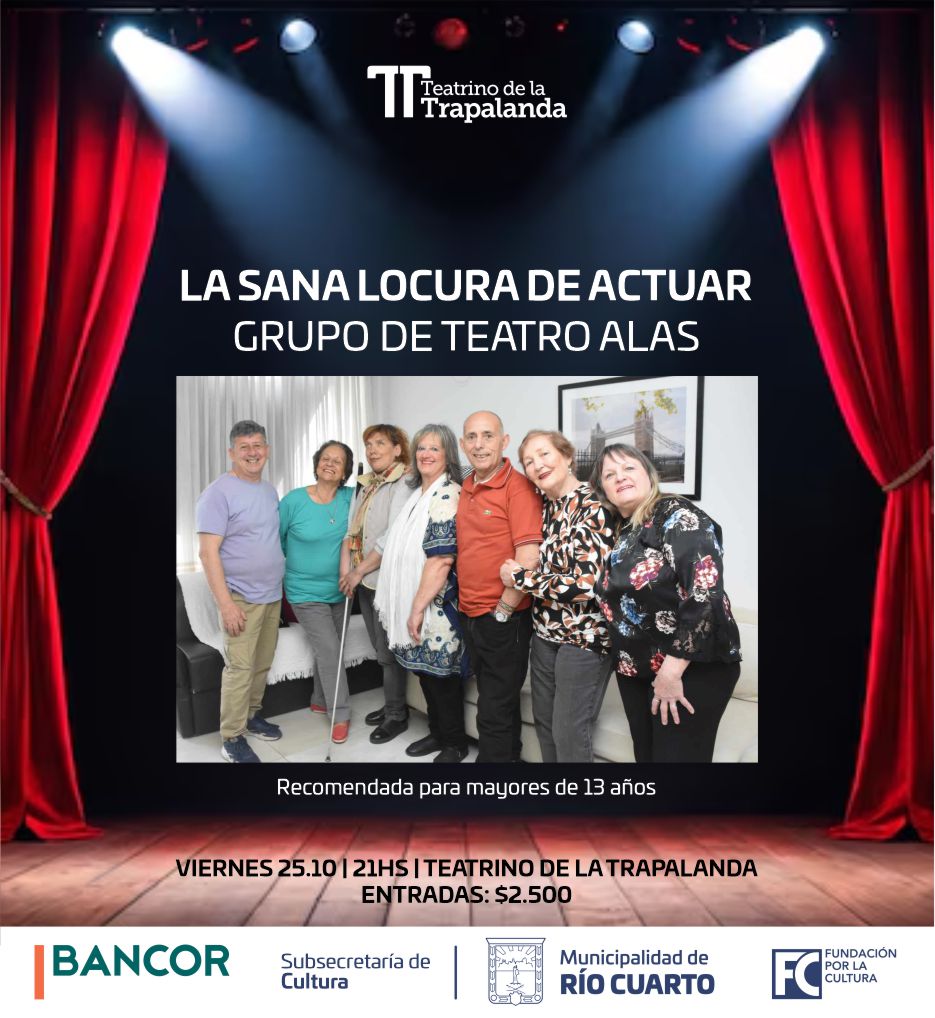 Teatrino de la
Trapalanda
LA SANA LOCURA DE ACTUAR
GRUPO DE TEATRO ALAS
Recomendada para mayores de 13 años
VIERNES 25.10 | 21HS | TEATRINO DE LA TRAPALANDA
ENTRADAS: $2.500
BANCOR
Subsecretaría de
Cultura
Municipalidad de
RÍO CUARTO
FC
FUNDACIÓN
POR LA
CULTURA